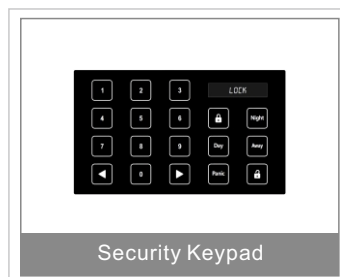 1 2 3 LOCK
4 5 6 Night
7 8 9 Day Away
0 Panic
Security Keypad